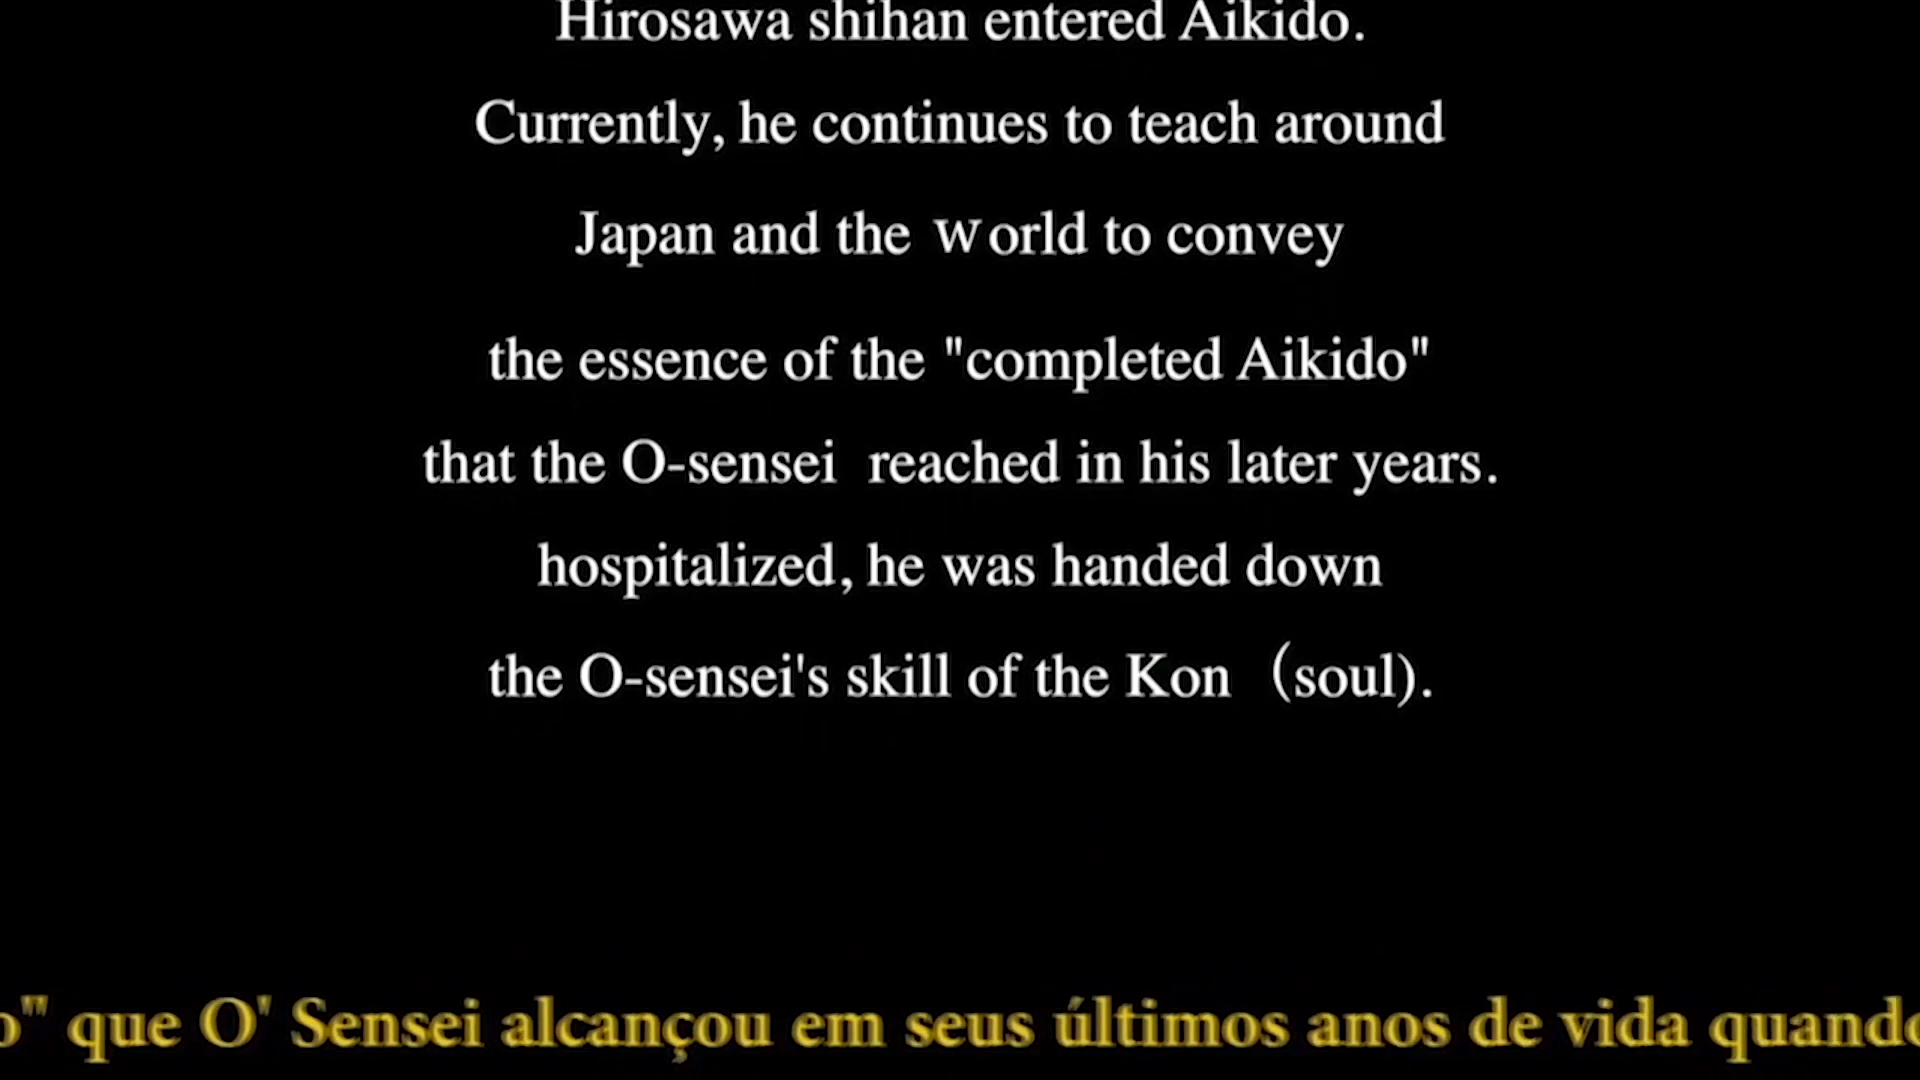 Hirosawa shihan entered Aikido.
Currently, he continues to teach around
Japan and the world to convey
the essence of the "completed Aikido"
that the O-sensei  reached in his later years.
hospitalized, he was handed down
the O-sensei's skill of the Kon （soul).
o" que O' Sensei alcançou em seus últimos anos de vida quando